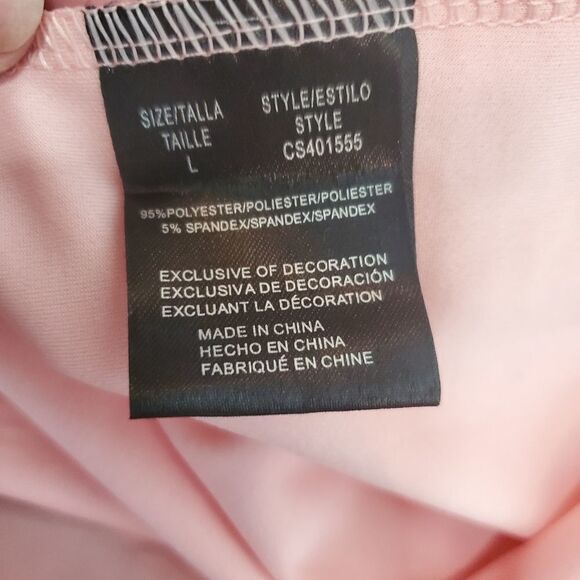 SIZE/TALLA
TAILLE
L
STYLE/ESTILO
STYLE
CS401555
95%POLYESTER/POLIESTER/POLIESTER
5% SPANDEX/SPANDEX/SPANDEX
EXCLUSIVE OF DECORATION
EXCLUSIVA DE DECORACIÓN
EXCLUANT LA DÉCORATION
MADE IN CHINA
HECHO EN CHINA
FABRIQUÉ EN CHINE